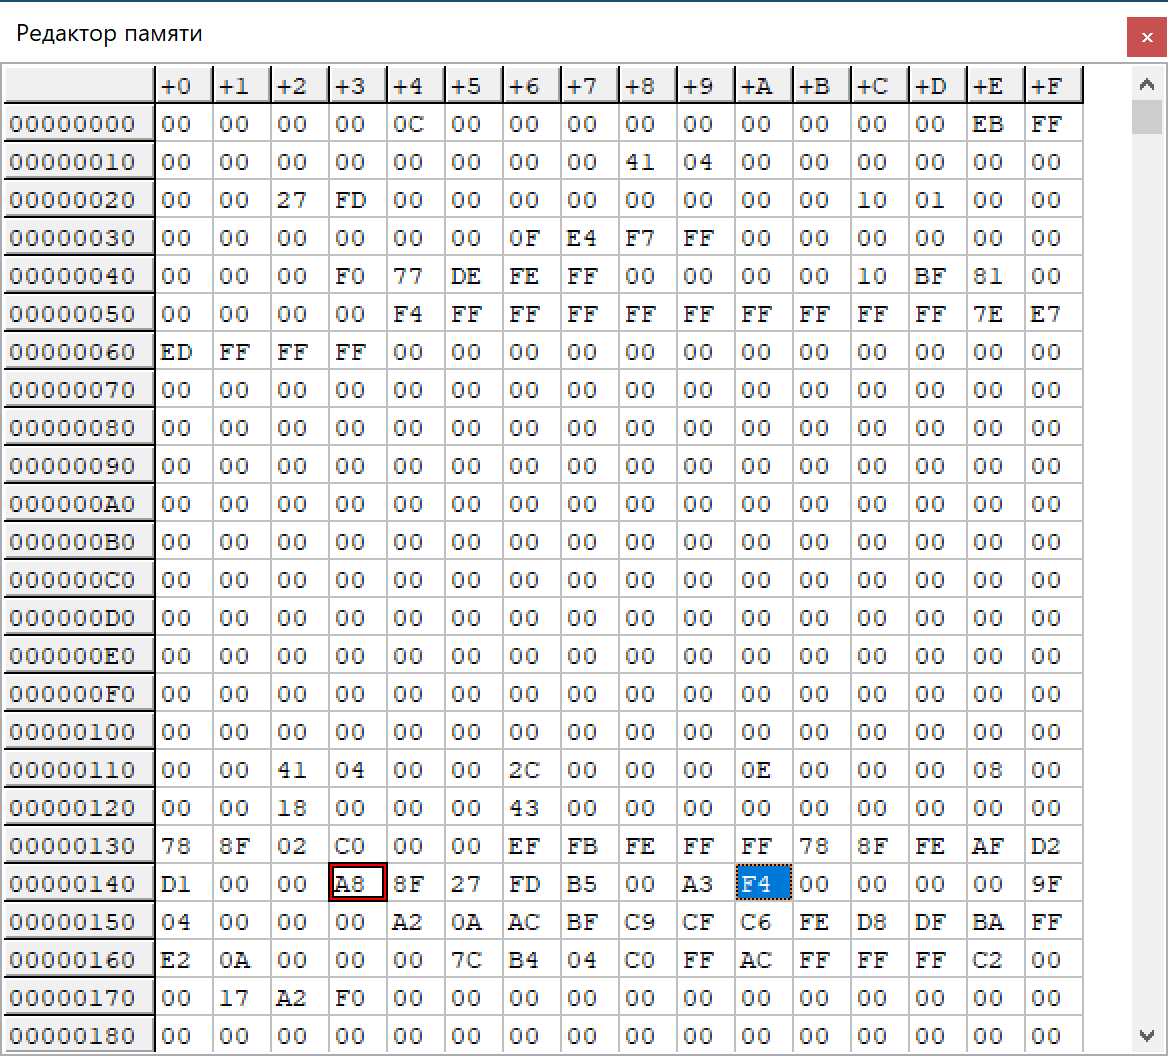 Редактор памяти
×
+0 +1 +2 +3 +4 +5 +6 +7 +8 +9 +A +B +C +D +E +F
00000000 00 00 00 00 0C 00 00 00 00 00 00 00 00 00 EB FF
00000010 00 00 00 00 00 00 00 00 41 04 00 00 00 00 00 00
00000020 00 00 27 FD 00 00 00 00 00 00 00 00 10 01 00 00
00000030 00 00 00 00 00 00 0F E4 F7 FF 00 00 00 00 00 00
00000040 00 00 00 F0 77 DE FE FF 00 00 00 00 10 BF 81 00
00000050 00 00 00 00 F4 FF FF FF FF FF FF FF FF FF 7E E7
00000060 ED FF FF FF 00 00 00 00 00 00 00 00 00 00 00 00
00000070 00 00 00 00 00 00 00 00 00 00 00 00 00 00 00 00
00000080 00 00 00 00 00 00 00 00 00 00 00 00 00 00 00 00
00000090 00 00 00 00 00 00 00 00 00 00 00 00 00 00 00 00
000000A0 00 00 00 00 00 00 00 00 00 00 00 00 00 00 00 00
000000B0 00 00 00 00 00 00 00 00 00 00 00 00 00 00 00 00
000000C0 00 00 00 00 00 00 00 00 00 00 00 00 00 00 00 00
000000D0 00 00 00 00 00 00 00 00 00 00 00 00 00 00 00 00
000000E0 00 00 00 00 00 00 00 00 00 00 00 00 00 00 00 00
000000F0 00 00 00 00 00 00 00 00 00 00 00 00 00 00 00 00
00000100 00 00 00 00 00 00 00 00 00 00 00 00 00 00 00 00
00000110 00 00 41 04 00 00 2C 00 00 00 0E 00 00 00 08 00
00000120 00 00 18 00 00 00 43 00 00 00 00 00 00 00 00 00
00000130 78 8F 02 C0 00 00 EF FB FE FF FF 78 8F FE AF D2
00000140 D1 00 00 A8 8F 27 FD B5 00 A3 F4 00 00 00 00 9F
00000150 04 00 00 00 A2 0A AC BF C9 CF C6 FE D8 DF BA FF
00000160 E2 0A 00 00 00 7C B4 04 C0 FF AC FF FF FF C2 00
00000170 00 17 A2 F0 00 00 00 00 00 00 00 00 00 00 00 00
00000180 00 00 00 00 00 00 00 00 00 00 00 00 00 00 00 00